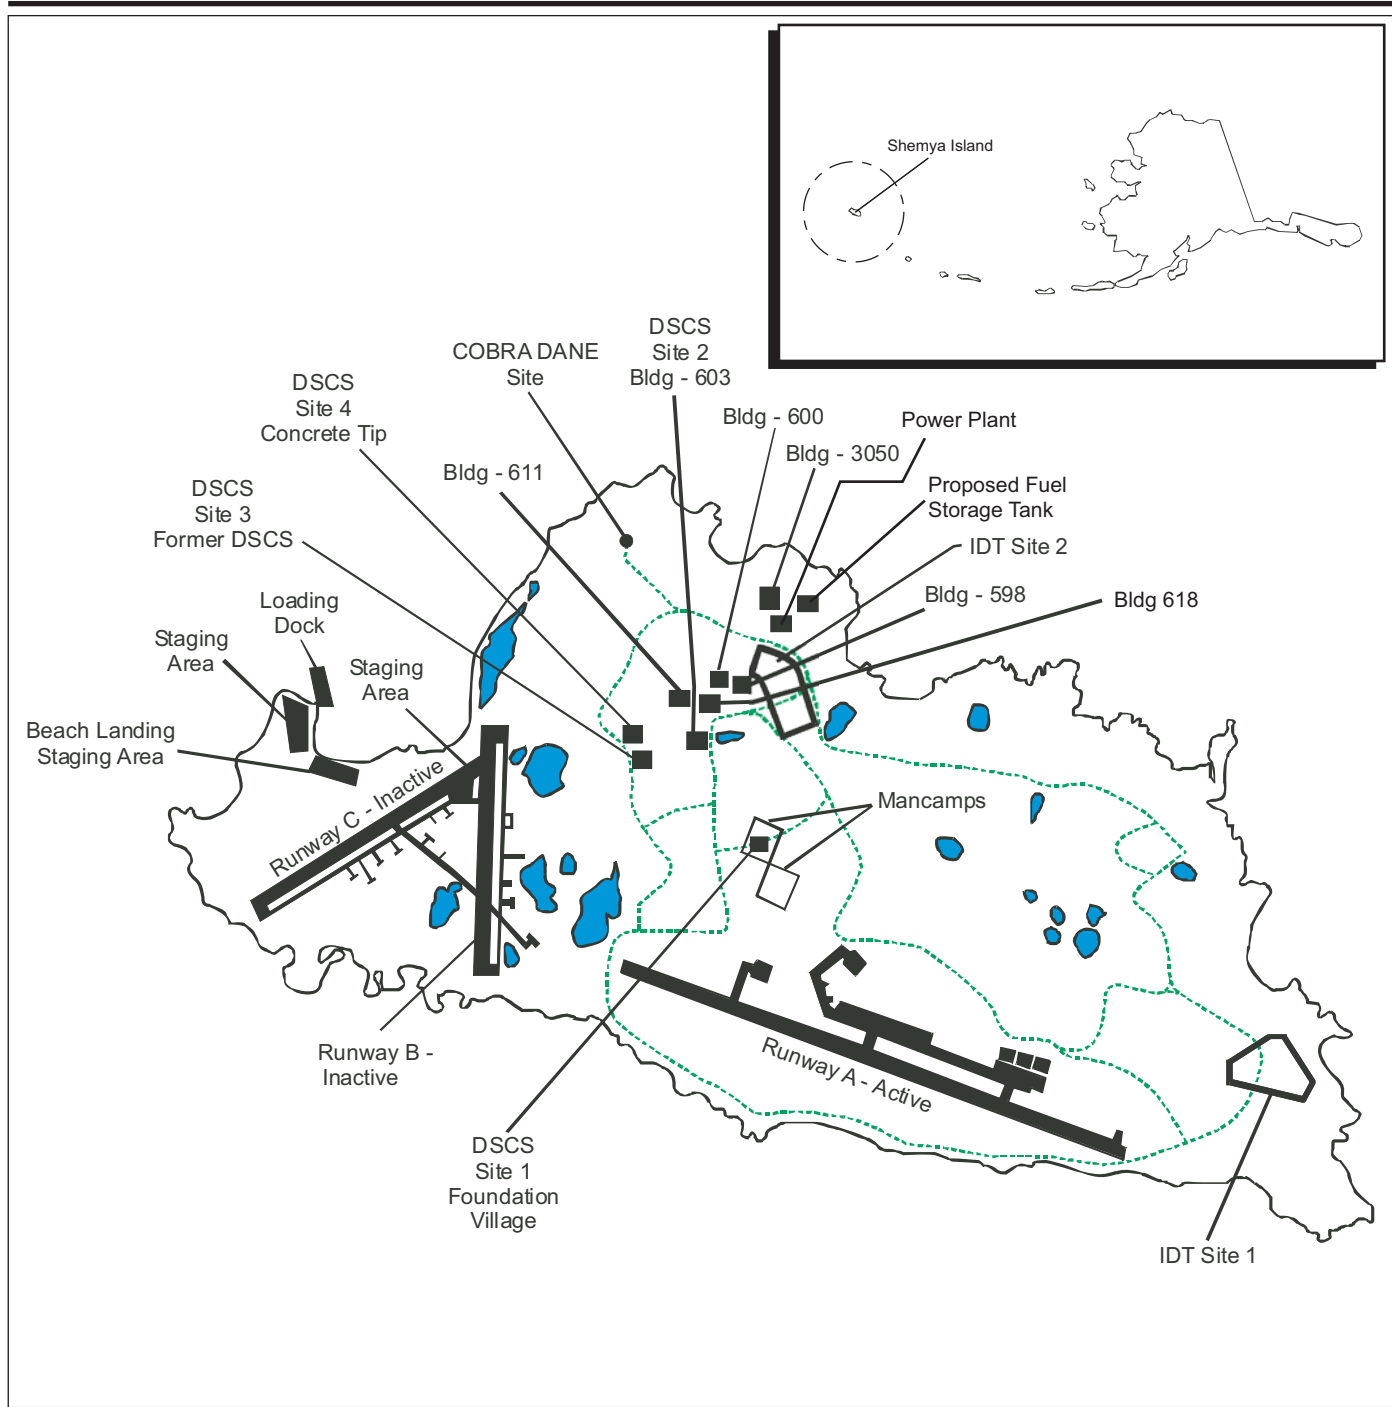 Shemya Island
DSCS
Site 2
Bldg - 603
COBRA DANE
Site
DSCS
Site 4
Concrete Tip
Bldg - 600
Power Plant
Bldg - 3050
Bldg - 611
DSCS
Site 3
Former DSCS
Proposed Fuel
Storage Tank
IDT Site 2
Bldg - 598
Bldg 618
Loading
Dock
Staging
Area
Staging
Area
Beach Landing
Staging Area
Runway C - Inactive
Mancamps
Runway B -
Inactive
Runway A - Active
DSCS
Site 1
Foundation
Village
IDT Site 1